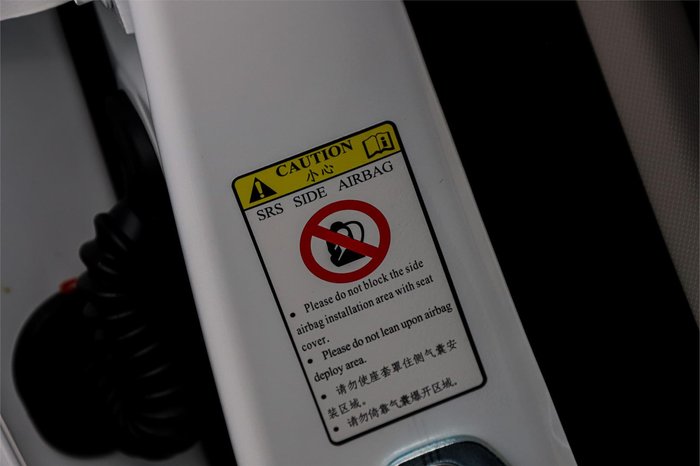 CAUTION
小心
SRS SIDE AIRBAG
• Please do not block the side
airbag installation area with seat
cover.
• Please do not lean upon airbag
deploy area.
• 请勿使座套罩住侧气囊安
装区域。
• 请勿倚靠气囊爆开区域.